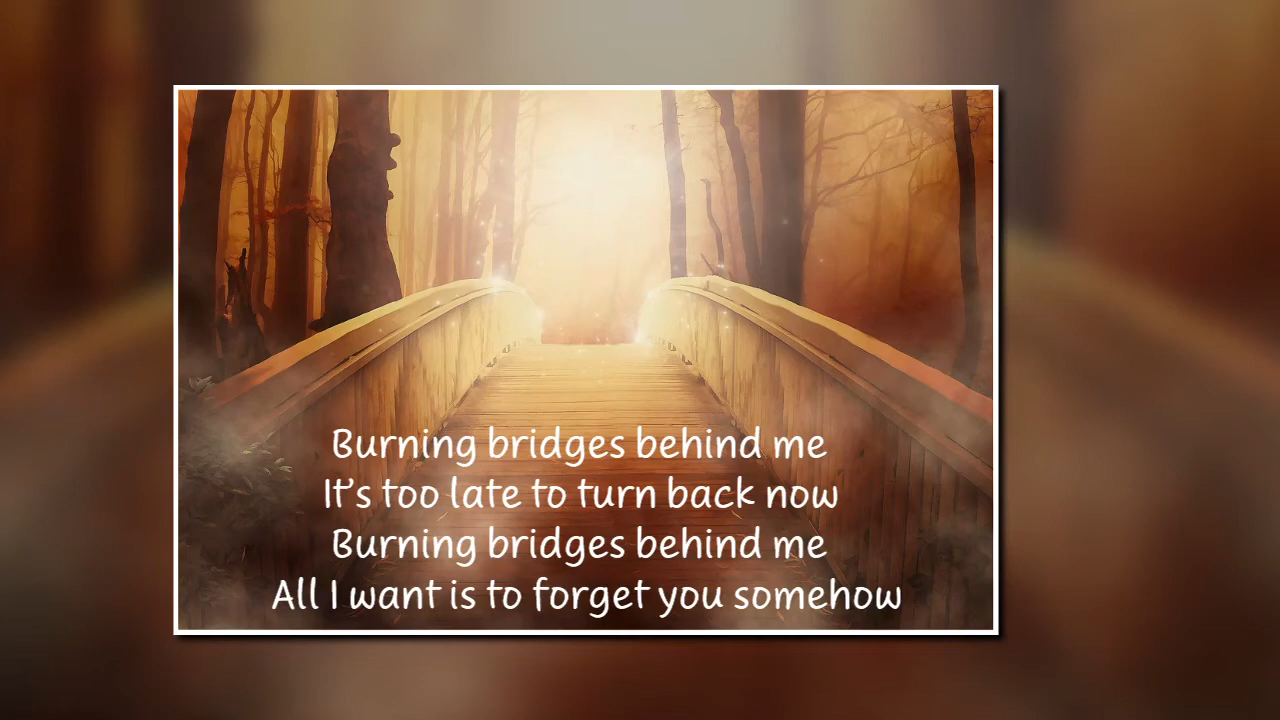 Burning bridges behind me
It's too late to turn back now
Burning bridges behind me
All I want is to forget you somehow